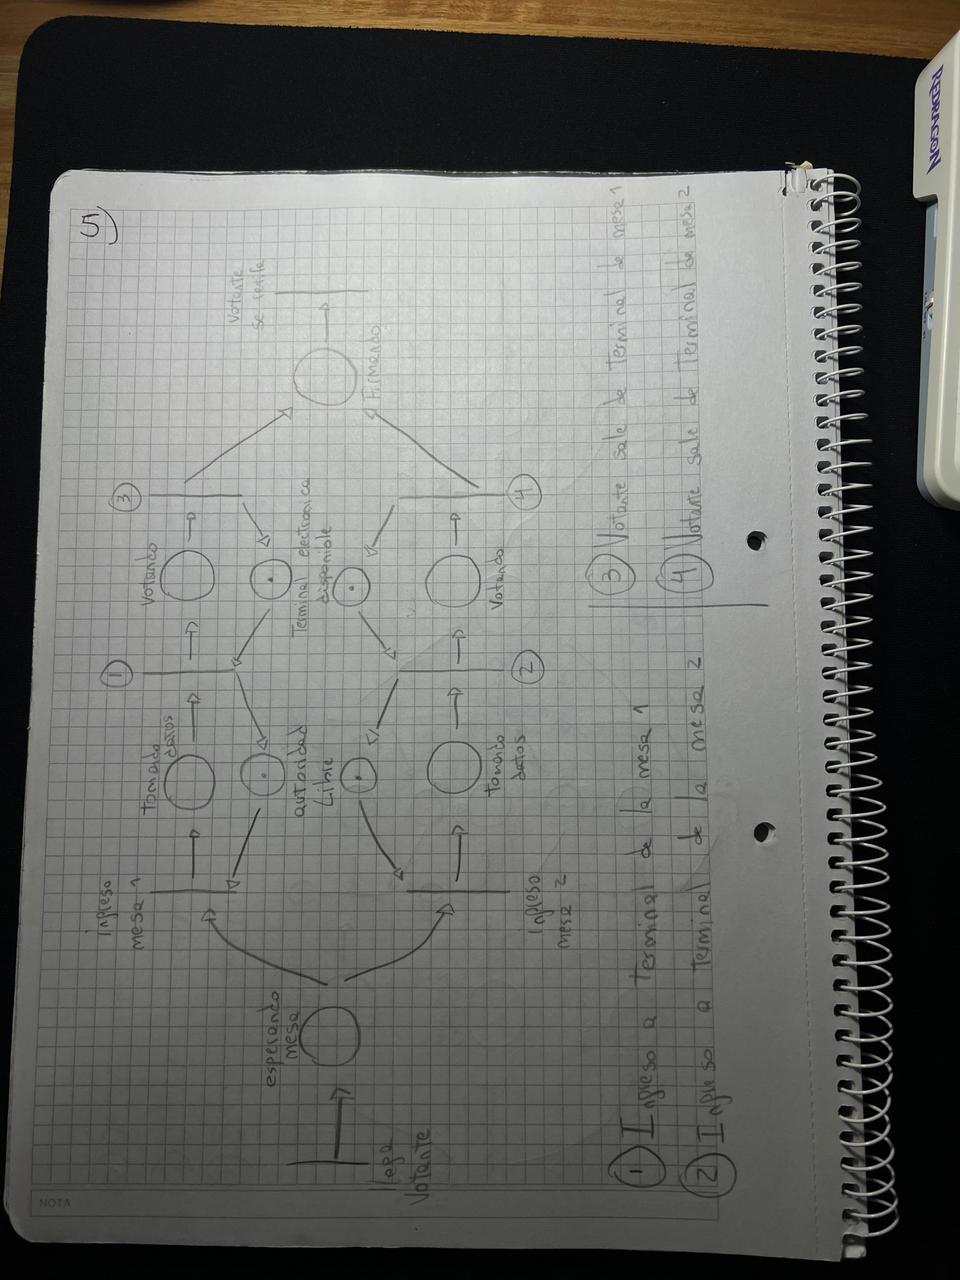 5)
Votante
se retira
Firmando
3
Votando
Terminal electronica
disponible
Votando
4
1
tomando
datos
autoridad
Libre
tomando
datos
2
Ingreso
mesa 1
Ingreso
mesa 2
esperando
mesa
llega
Votante
1 Ingreso a terminal de la mesa 1
2 Ingreso a terminal de la mesa 2
3 Votante sale de terminal de mesa 1
4 Votante sale de terminal de mesa 2
NOTA
REDRAGON